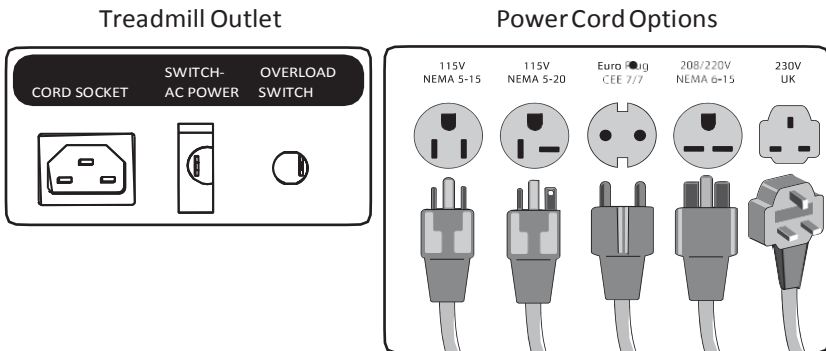 Treadmill Outlet
Power Cord Options
CORD SOCKET
SWITCH-
AC POWER
OVERLOAD
SWITCH
115V
NEMA 5-15
115V
NEMA 5-20
Euro Plug
CEE 7/7
208/220V
NEMA 6-15
230V
UK